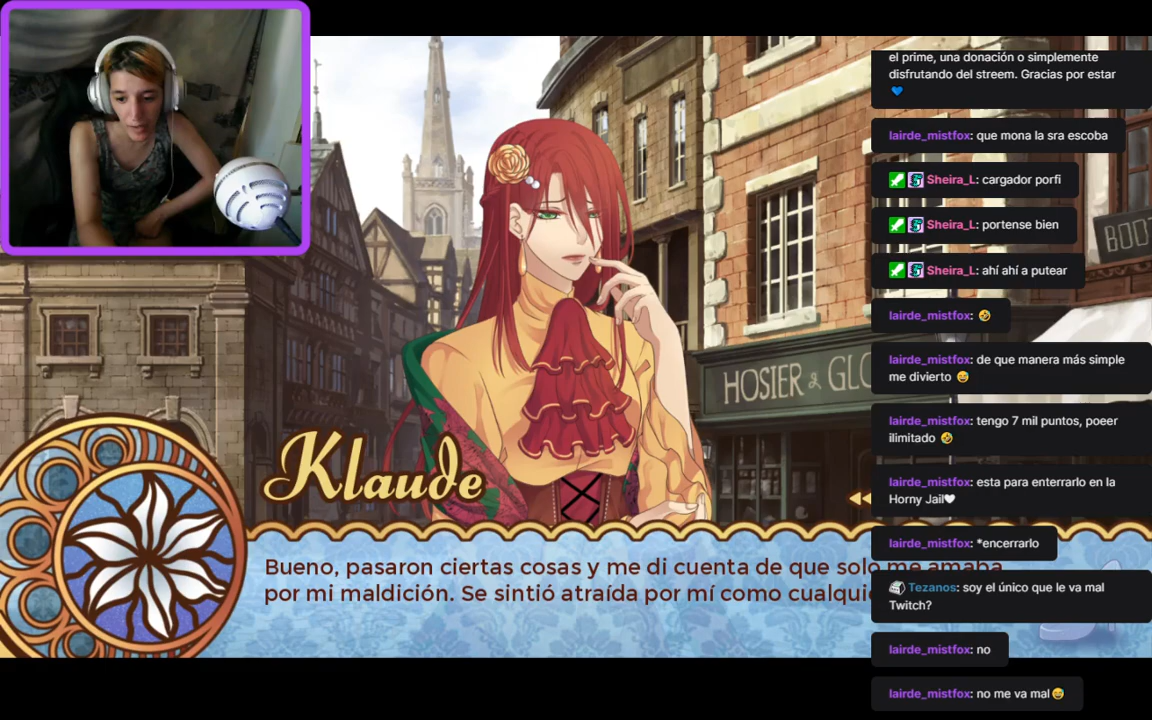 el prime, una donación o simplemente
disfrutando del streem. Gracias por estar
💙
lairde_mistfox: que mona la sra escoba
Sheira_L: cargador porfi
Sheira_L: portense bien
Sheira_L: ahí ahí a putear
lairde_mistfox: 🤣
lairde_mistfox: de que manera más simple
me divierto 😅
lairde_mistfox: tengo 7 mil puntos, poeer
ilimitado 🤣
lairde_mistfox: esta para enterrarlo en la
Horny Jail🤍
lairde_mistfox: *encerrarlo
Tezanos: soy el único que le va mal
Twitch?
lairde_mistfox: no
lairde_mistfox: no me va mal😅
HOSIER &
Klaude
Bueno, pasaron ciertas cosas y me di cuenta de que solo me amaba
por mi maldición. Se sintió atraída por mí como